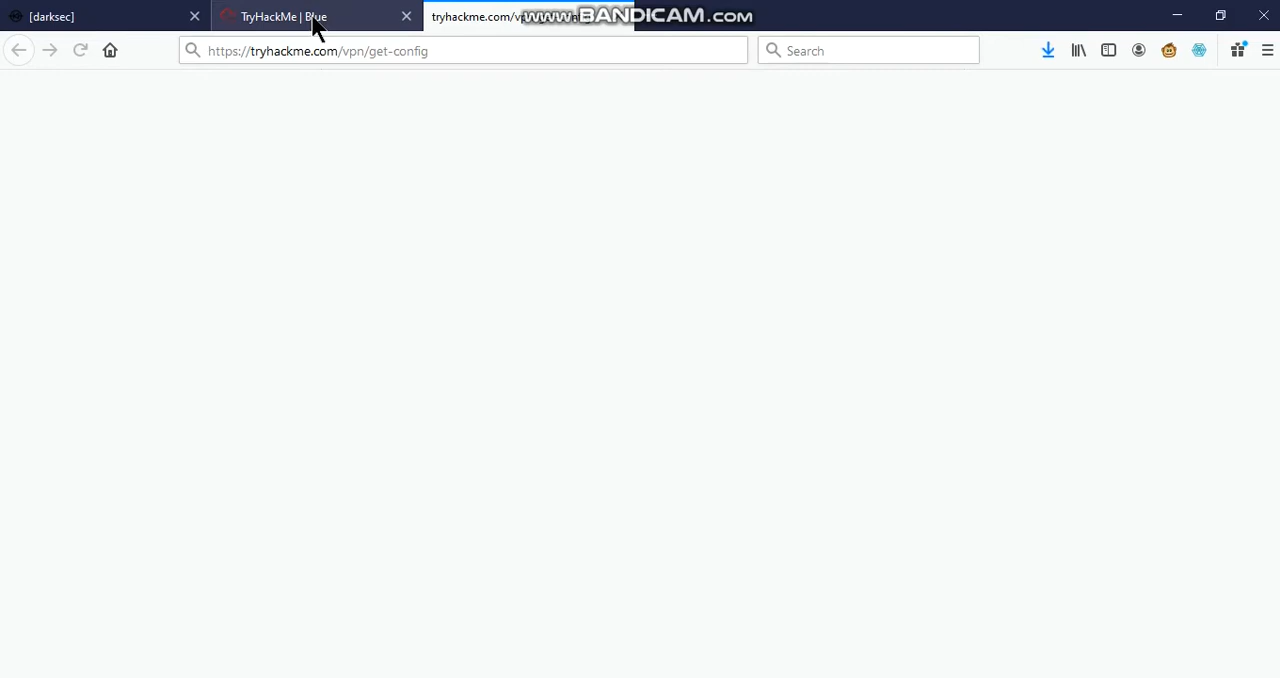 [darksec]
TryHackMe | Blue
tryhackme.com/v
www.BANDICAM.com
https://tryhackme.com/vpn/get-config
Search